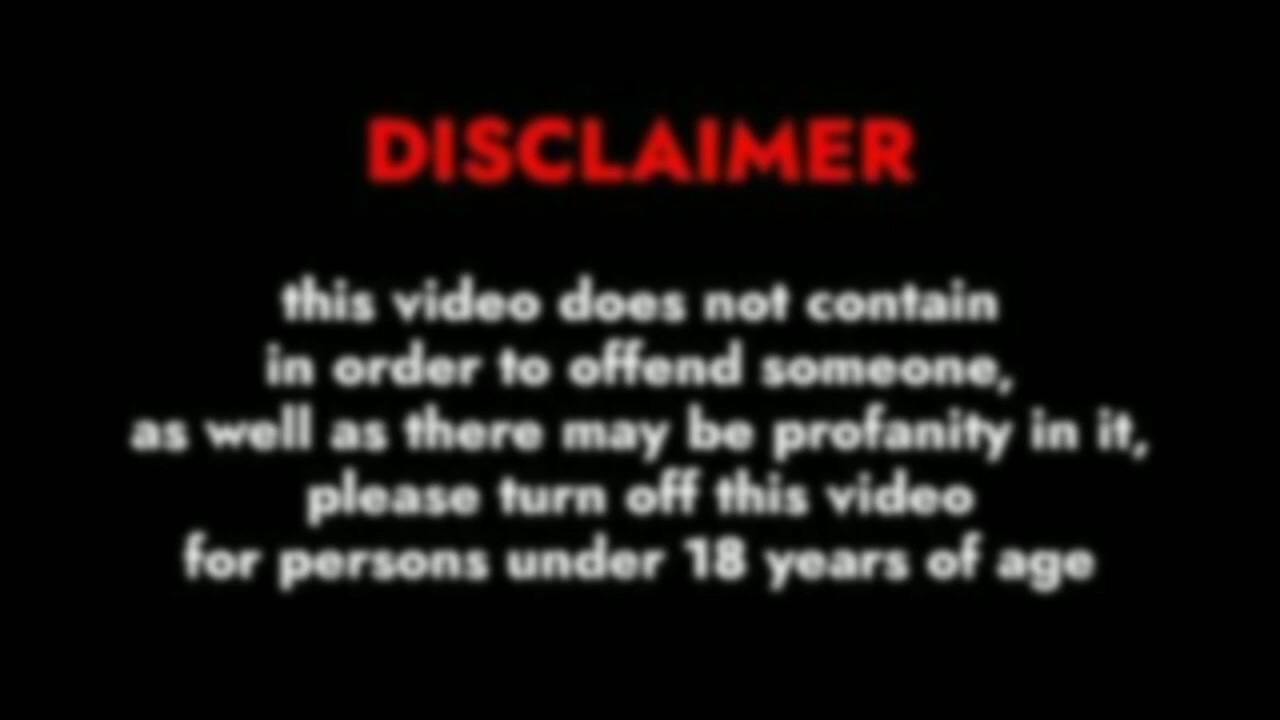 DISCLAIMER
this video does not contain
in order to offend someone,
as well as there may be profanity in it,
please turn off this video
for persons under 18 years of age